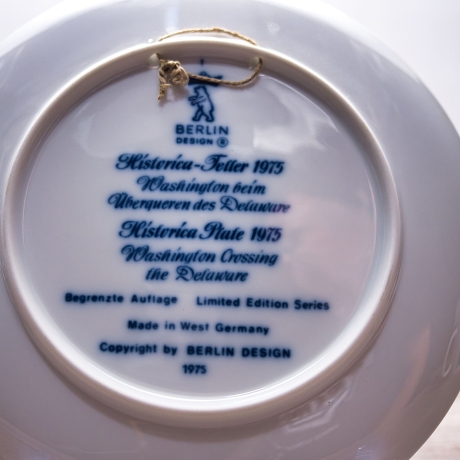 BERLIN
DESIGN ®
Historica-Teller 1975
Washington beim
Überqueren des Delaware
Historica Plate 1975
Washington Crossing
the Delaware
Begrenzte Auflage Limited Edition Series
Made in West Germany
Copyright by BERLIN DESIGN
1975